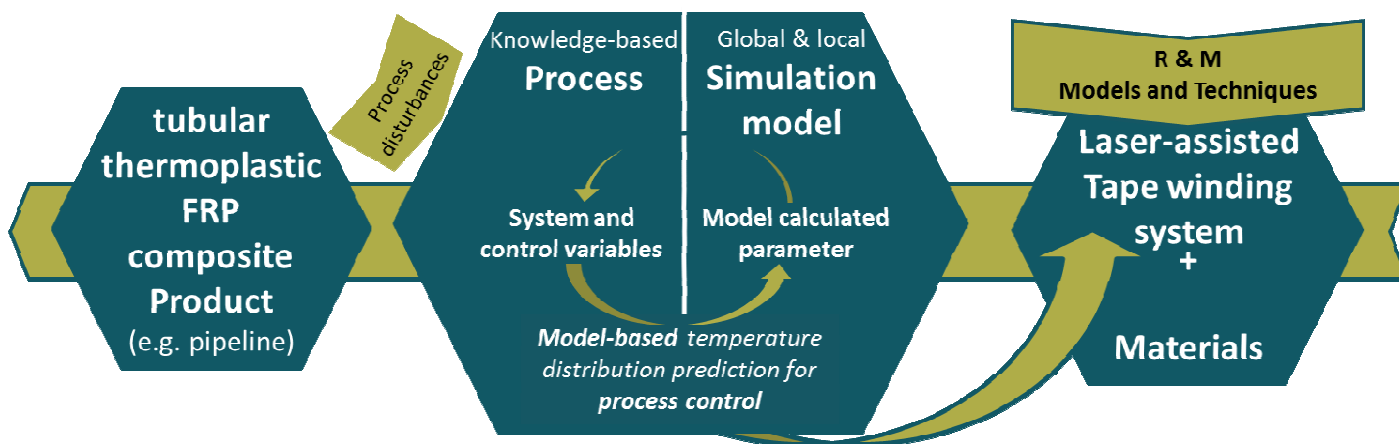 tubular
thermoplastic
FRP
composite
Product
(e.g. pipeline)
Process
disturbances
Knowledge-based
Process
System and
control variables
Global & local
Simulation
model
Model calculated
parameter
Model-based temperature
distribution prediction for
process control
R & M
Models and Techniques
Laser-assisted
Tape winding
system
+
Materials